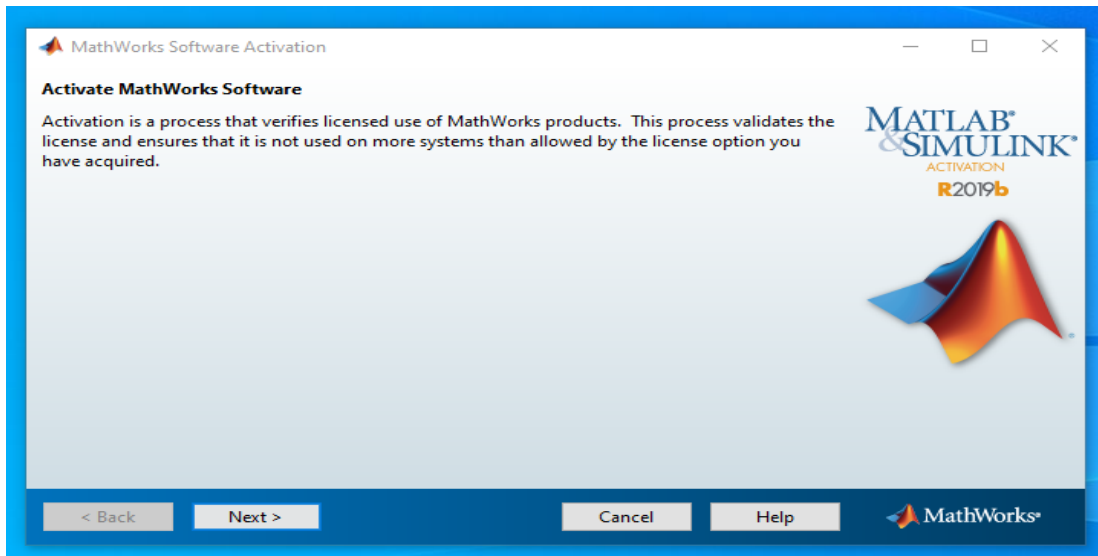 MathWorks Software Activation
Activate MathWorks Software
Activation is a process that verifies licensed use of MathWorks products. This process validates the
license and ensures that it is not used on more systems than allowed by the license option you
have acquired.
MATLAB®
&SIMULINK®
ACTIVATION
R2019b
< Back
Next >
Cancel
Help
MathWorks®